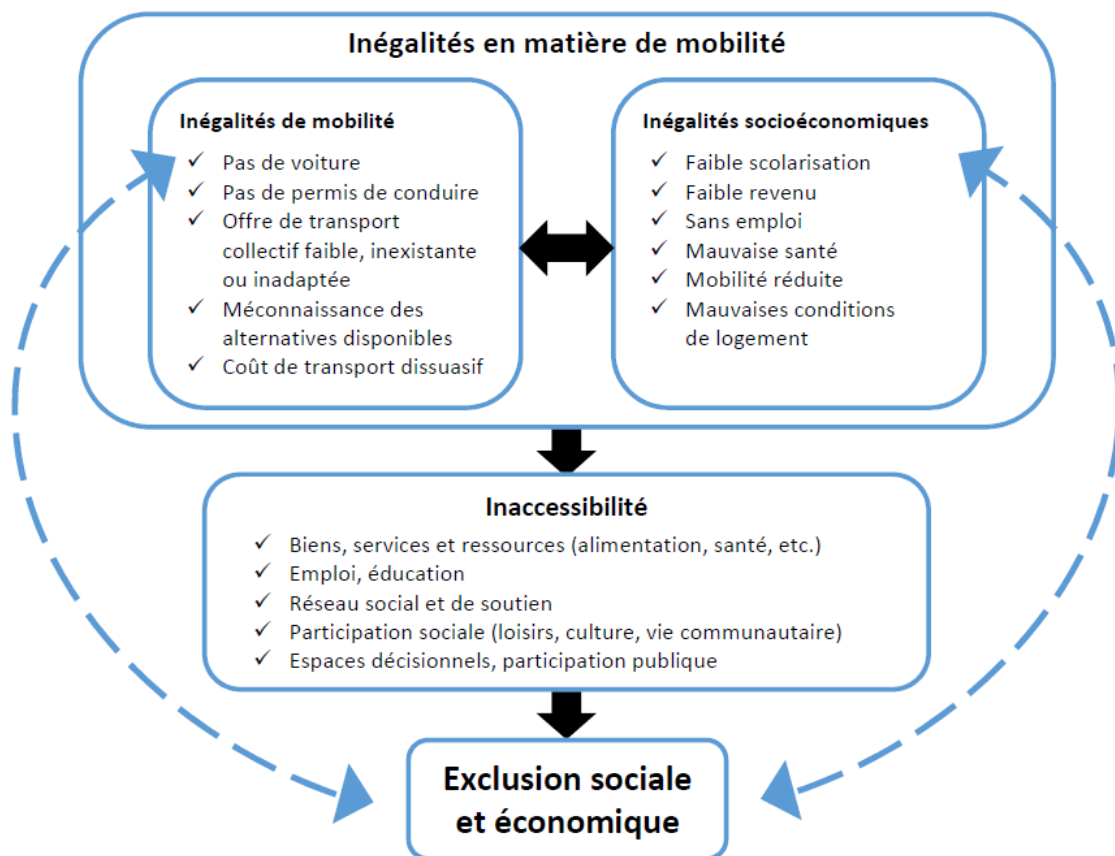 Inégalités en matière de mobilité
Inégalités de mobilité
✓ Pas de voiture
✓ Pas de permis de conduire
✓ Offre de transport
collectif faible, inexistante
ou inadaptée
✓ Méconnaissance des
alternatives disponibles
✓ Coût de transport dissuasif
Inégalités socioéconomiques
✓ Faible scolarisation
✓ Faible revenu
✓ Sans emploi
✓ Mauvaise santé
✓ Mobilité réduite
✓ Mauvaises conditions
de logement
Inaccessibilité
✓ Biens, services et ressources (alimentation, santé, etc.)
✓ Emploi, éducation
✓ Réseau social et de soutien
✓ Participation sociale (loisirs, culture, vie communautaire)
✓ Espaces décisionnels, participation publique
Exclusion sociale
et économique